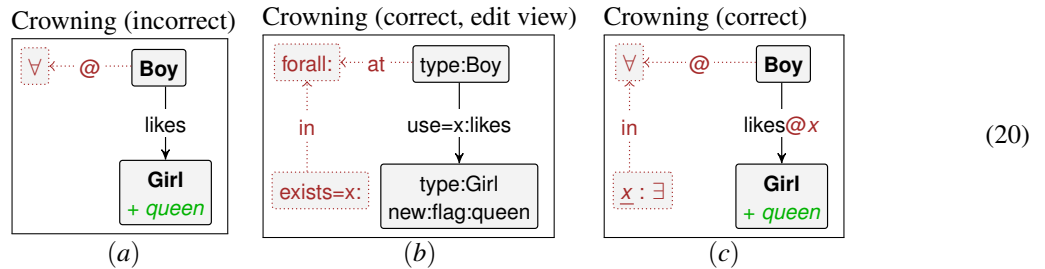 Crowning (incorrect)
∀
@
Boy
likes
Girl
+ queen
(a)
Crowning (correct, edit view)
forall:
at
type:Boy
in
use=x:likes
exists=x:
type:Girl
new:flag:queen
(b)
Crowning (correct)
∀
@
Boy
in
likes@x
x : ∃
Girl
+ queen
(c)
(20)